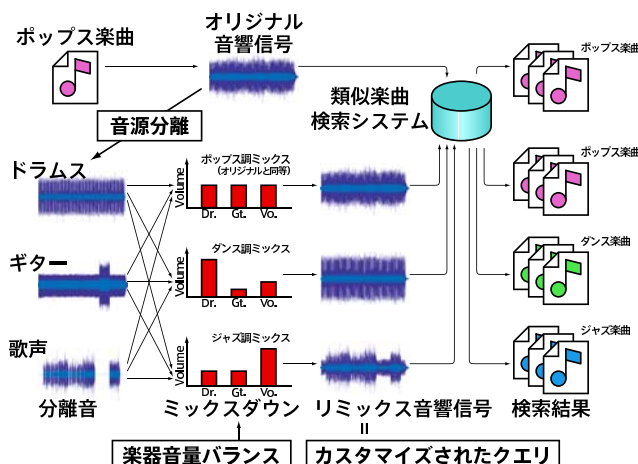 ポップス楽曲
オリジナル
音響信号
ポップス楽曲
類似楽曲
検索システム
音源分離
ドラムス
ポップス調ミックス
(オリジナルと同等)
Volume
Dr. Gt. Vo.
ポップス楽曲
ギター
ダンス調ミックス
Volume
Dr. Gt. Vo.
ダンス楽曲
歌声
ジャズ調ミックス
Volume
Dr. Gt. Vo.
ジャズ楽曲
分離音
ミックスダウン
リミックス音響信号
検索結果
=
楽器音量バランス
カスタマイズされたクエリ